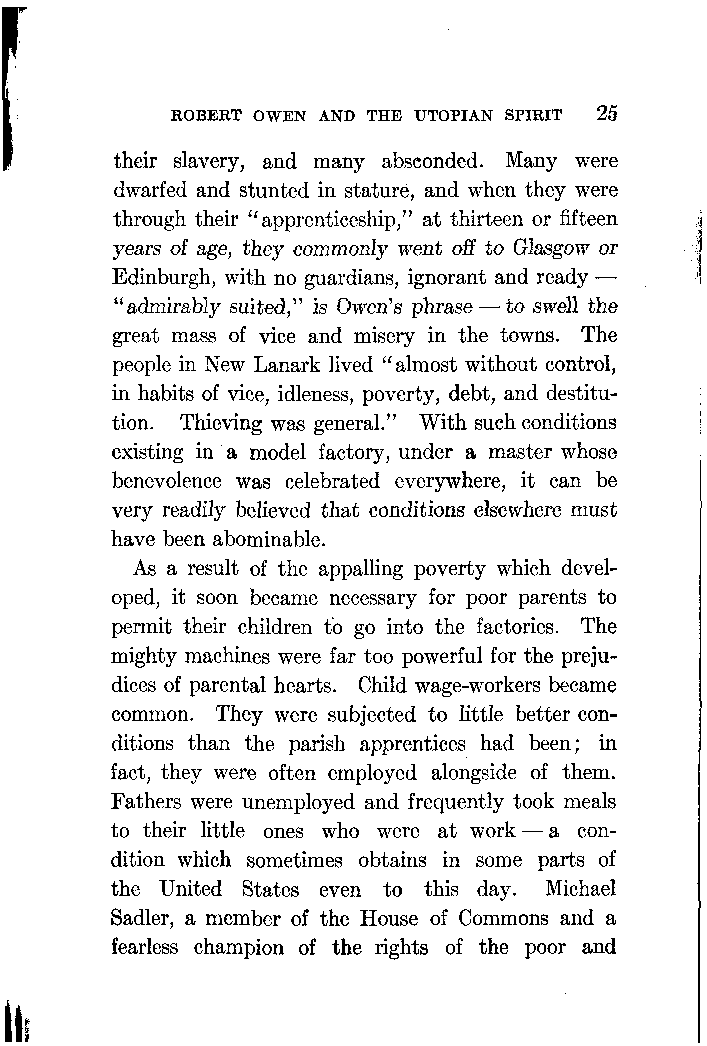 ROBERT OWEN AND THE UTOPIAN SPIRIT 25
their slavery, and many absconded. Many were
dwarfed and stunted in stature, and when they were
through their "apprenticeship," at thirteen or fifteen
years of age, they commonly went off to Glasgow or
Edinburgh, with no guardians, ignorant and ready —
"admirably suited," is Owen's phrase — to swell the
great mass of vice and misery in the towns. The
people in New Lanark lived "almost without control,
in habits of vice, idleness, poverty, debt, and destitu-
tion. Thieving was general." With such conditions
existing in a model factory, under a master whose
benevolence was celebrated everywhere, it can be
very readily believed that conditions elsewhere must
have been abominable.
As a result of the appalling poverty which devel-
oped, it soon became necessary for poor parents to
permit their children to go into the factories. The
mighty machines were far too powerful for the preju-
dices of parental hearts. Child wage-workers became
common. They were subjected to little better con-
ditions than the parish apprentices had been; in
fact, they were often employed alongside of them.
Fathers were unemployed and frequently took meals
to their little ones who were at work — a con-
dition which sometimes obtains in some parts of
the United States even to this day. Michael
Sadler, a member of the House of Commons and a
fearless champion of the rights of the poor and